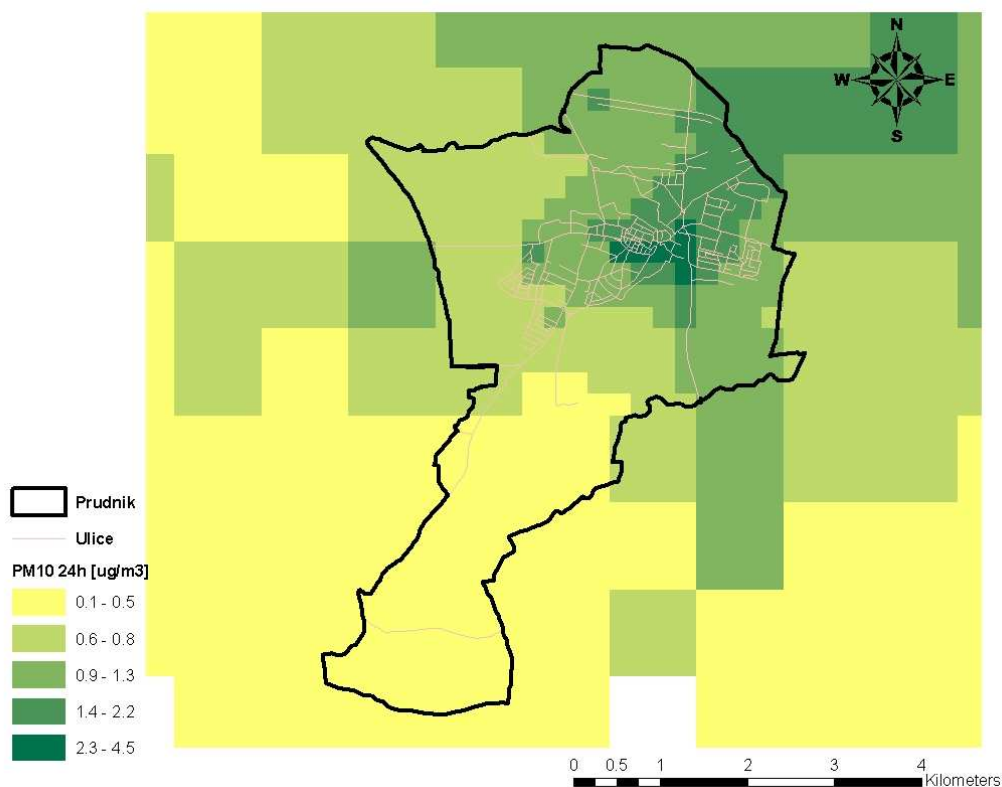 N
W E
S
Prudnik
Ulice
PM10 24h [ug/m3]
0.1 - 0.5
0.6 - 0.8
0.9 - 1.3
1.4 - 2.2
2.3 - 4.5
0 0.5 1 2 3 4
Kilometers